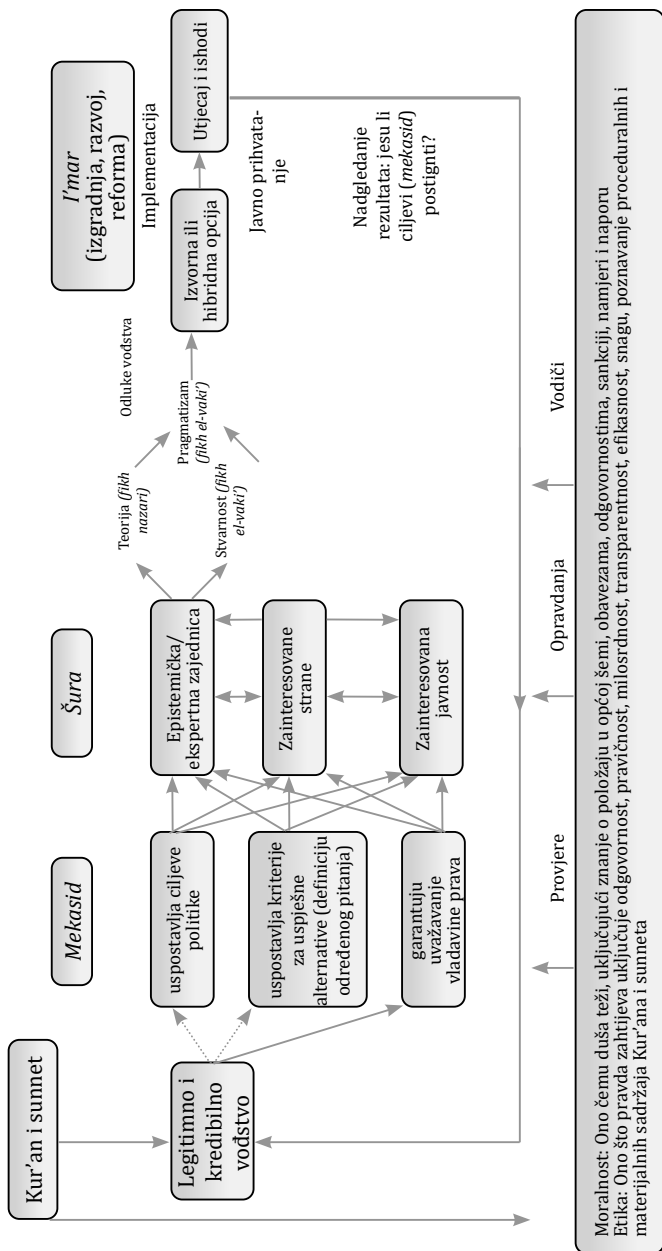 Kur’an i sunnet
Legitimno i
kredibilno
vođstvo
Mekasid
uspostavlja ciljeve
politike
uspostavlja kriterije
za uspješne
alternative (definiciju
određenog pitanja)
garantuju
uvažavanje
vladavine prava
Šura
Epistemička/
ekspertna zajednica
Zainteresovane
strane
Zainteresovana
javnost
Teorija (fikh
nazari)
Stvarnost (fikh
el-vaki’)
Odluke vođstva
Pragmatizam
(fikh el-vaki’)
Izvorna ili
hibridna opcija
I’mar
(izgradnja, razvoj,
reforma)
Implementacija
Utjecaj i ishodi
Javno prihvata-
nje
Nadgledanje
rezultata: jesu li
ciljevi (mekasid)
postignti?
Provjere
Opravdanja
Vodiči
Moralnost: Ono čemu duša teži, uključujući znanje o položaju u općoj šemi, obavezama, odgovornostima, sankciji, namjeri i naporu
Etika: Ono što pravda zahtijeva uključuje odgovornost, pravičnost, milosrdnost, transparentnost, efikasnost, snagu, poznavanje proceduralnih i
materijalnih sadržaja Kur’ana i sunneta